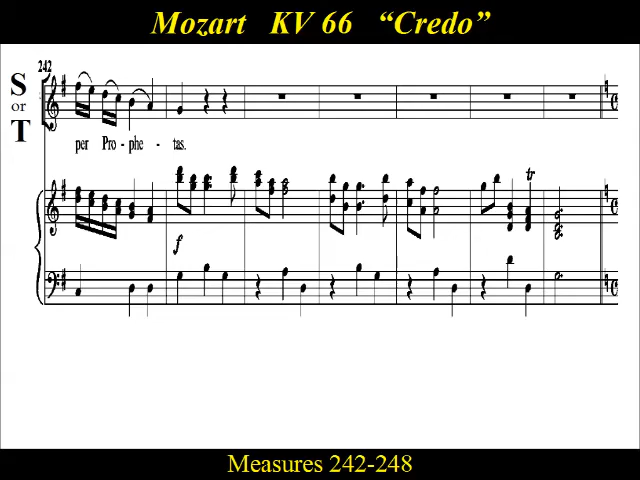 Mozart KV 66 “Credo”
242
S
or
T
per Pro - phe - tas.
tr
f
Measures 242-248